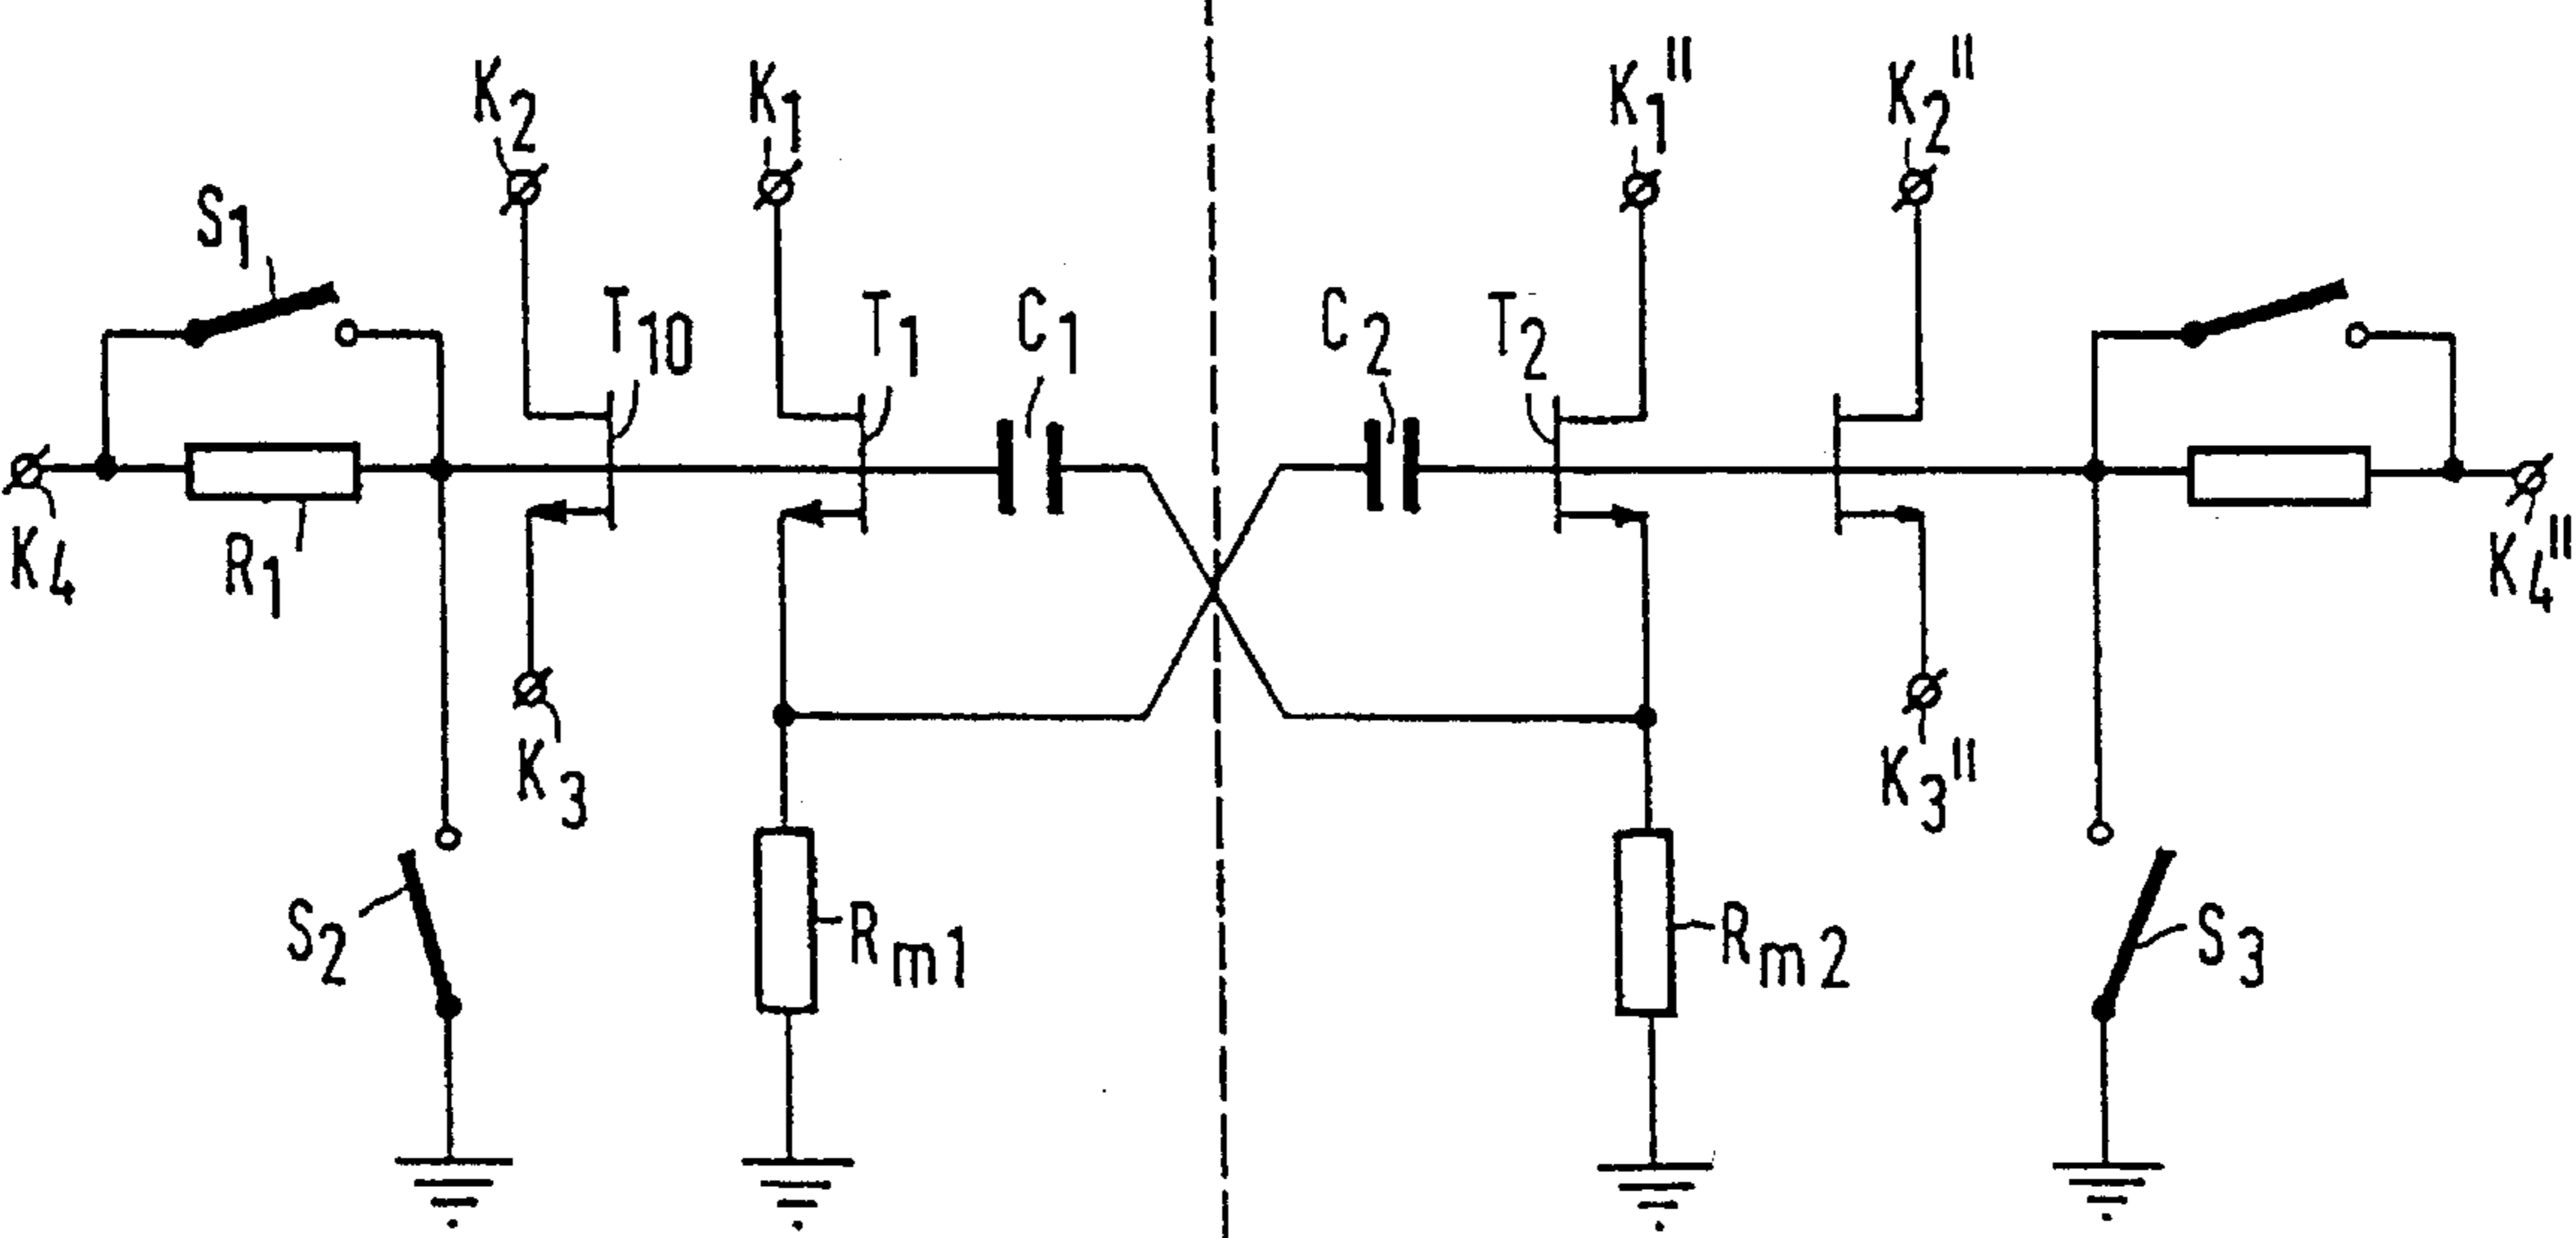 K2 K1 K1" K2"
S1 T10 T1 C1 C2 T2
K4 R1 K4"
K3 K3"
S2 Rm1 Rm2 S3